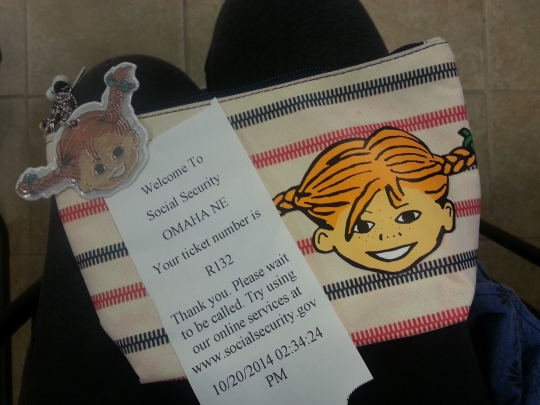 Welcome To
Social Security
OMAHA NE
Your ticket number is
R132
Thank you. Please wait
to be called. Try using
our online services at
www.socialsecurity.gov
10/20/2014 02:34:24
PM